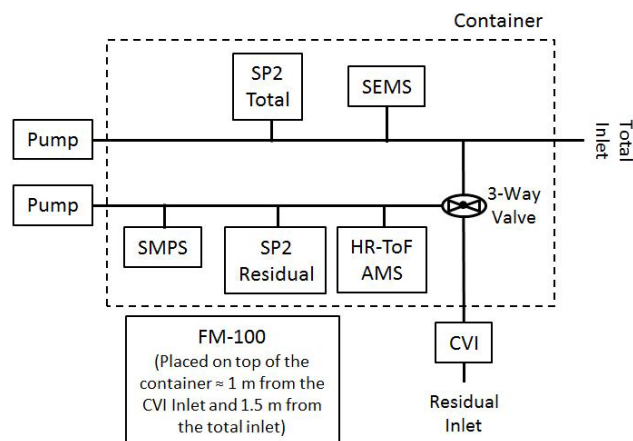 Container
SP2
Total
SEMS
Pump
Total
Inlet
Pump
3-Way
Valve
SMPS
SP2
Residual
HR-ToF
AMS
FM-100
(Placed on top of the
container ≈ 1 m from the
CVI Inlet and 1.5 m from
the total inlet)
CVI
Residual
Inlet